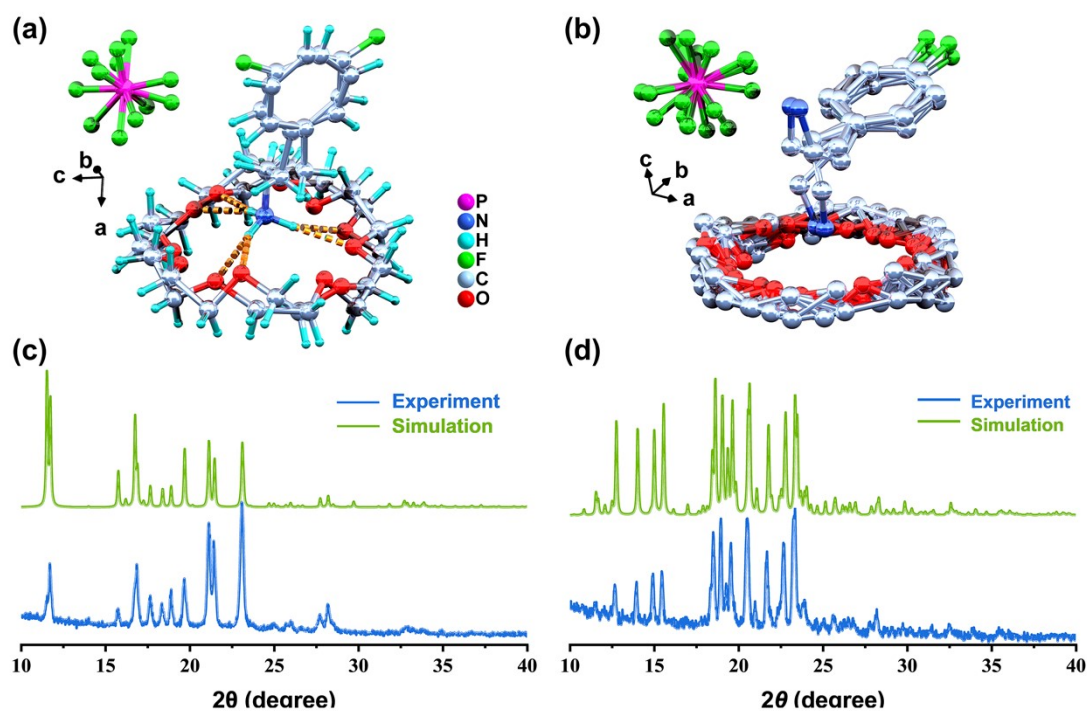 (a)
(b)
b
c
a
c
b
a
P
N
H
F
C
O
(c)
(d)
Experiment
Simulation
Experiment
Simulation
10 15 20 25 30 35 40
10 15 20 25 30 35 40
2θ (degree)
2θ (degree)